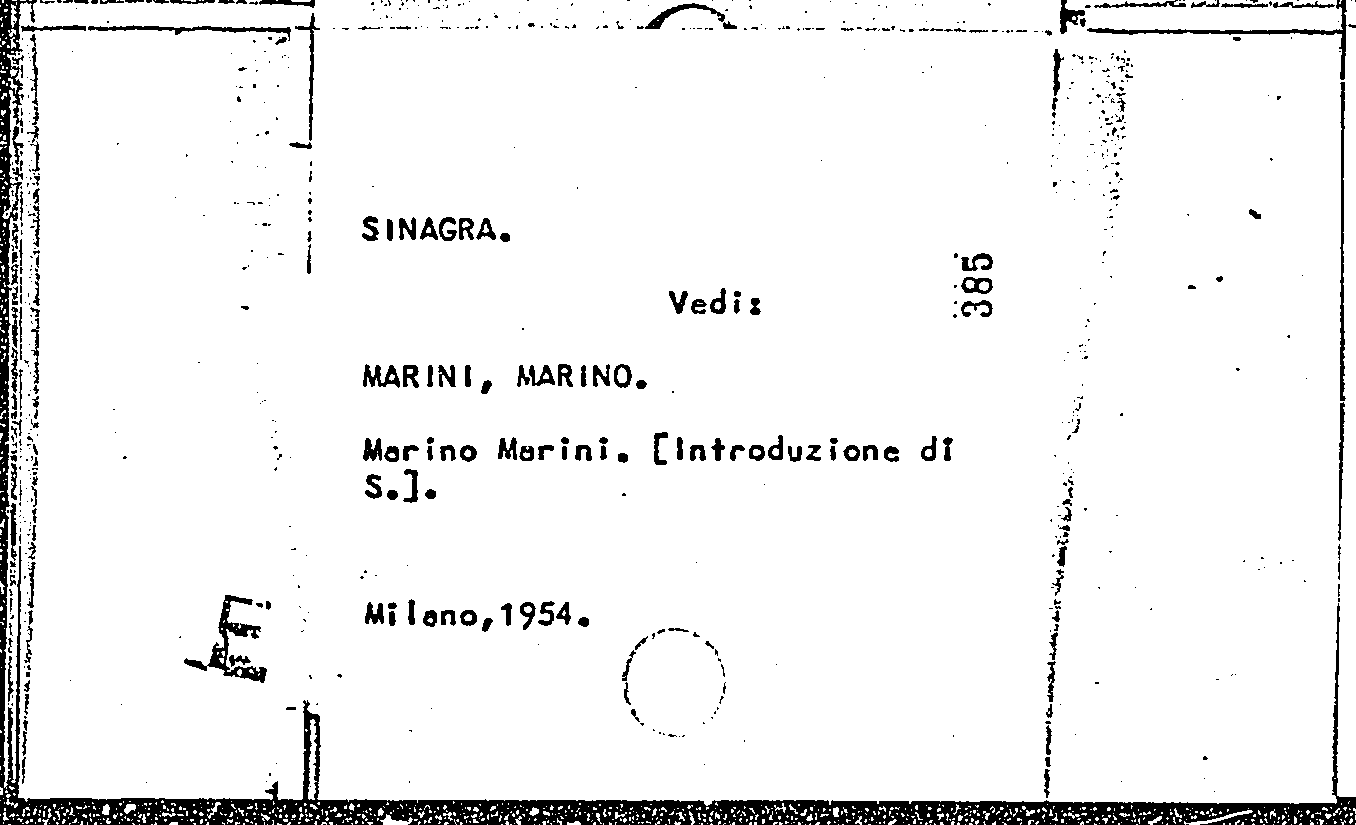 SINAGRA.
385
Vedi:
MARINI, MARINO.
Marino Marini. [Introduzione di
S.].
Milano,1954.